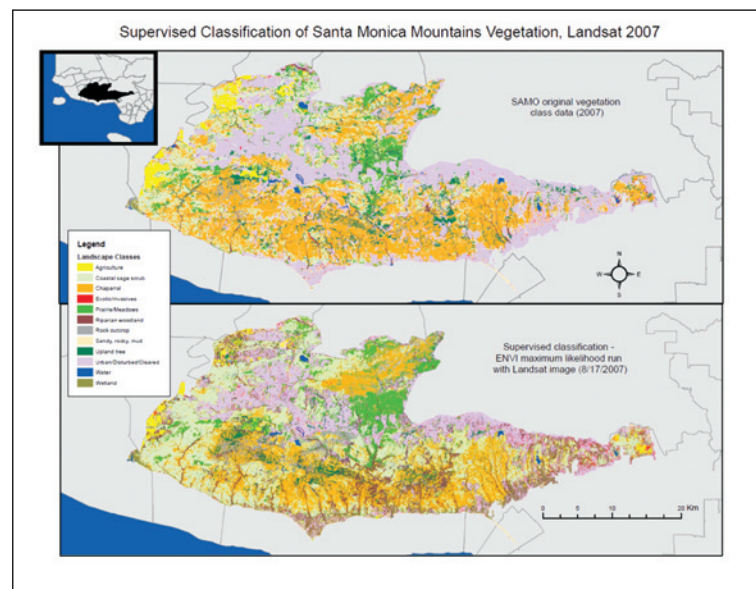 Supervised Classification of Santa Monica Mountains Vegetation, Landsat 2007
SAMO original vegetation
class data (2007)
Legend
Landscape Classes
Agriculture
Coastal sage scrub
Chaparral
Exotic/Invasives
Prairie/Meadows
Riparian woodland
Rock outcrop
Sandy, rocky, mud
Upland tree
Urban/Disturbed/Cleared
Water
Wetland
N
W
E
S
Supervised classification -
ENVI maximum likelihood run
with Landsat image (8/17/2007)
0
5
10
20 Km